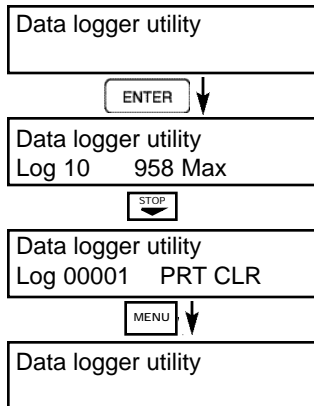 Data logger utility
ENTER
Data logger utility
Log 10 958 Max
STOP
Data logger utility
Log 00001 PRT CLR
MENU
Data logger utility